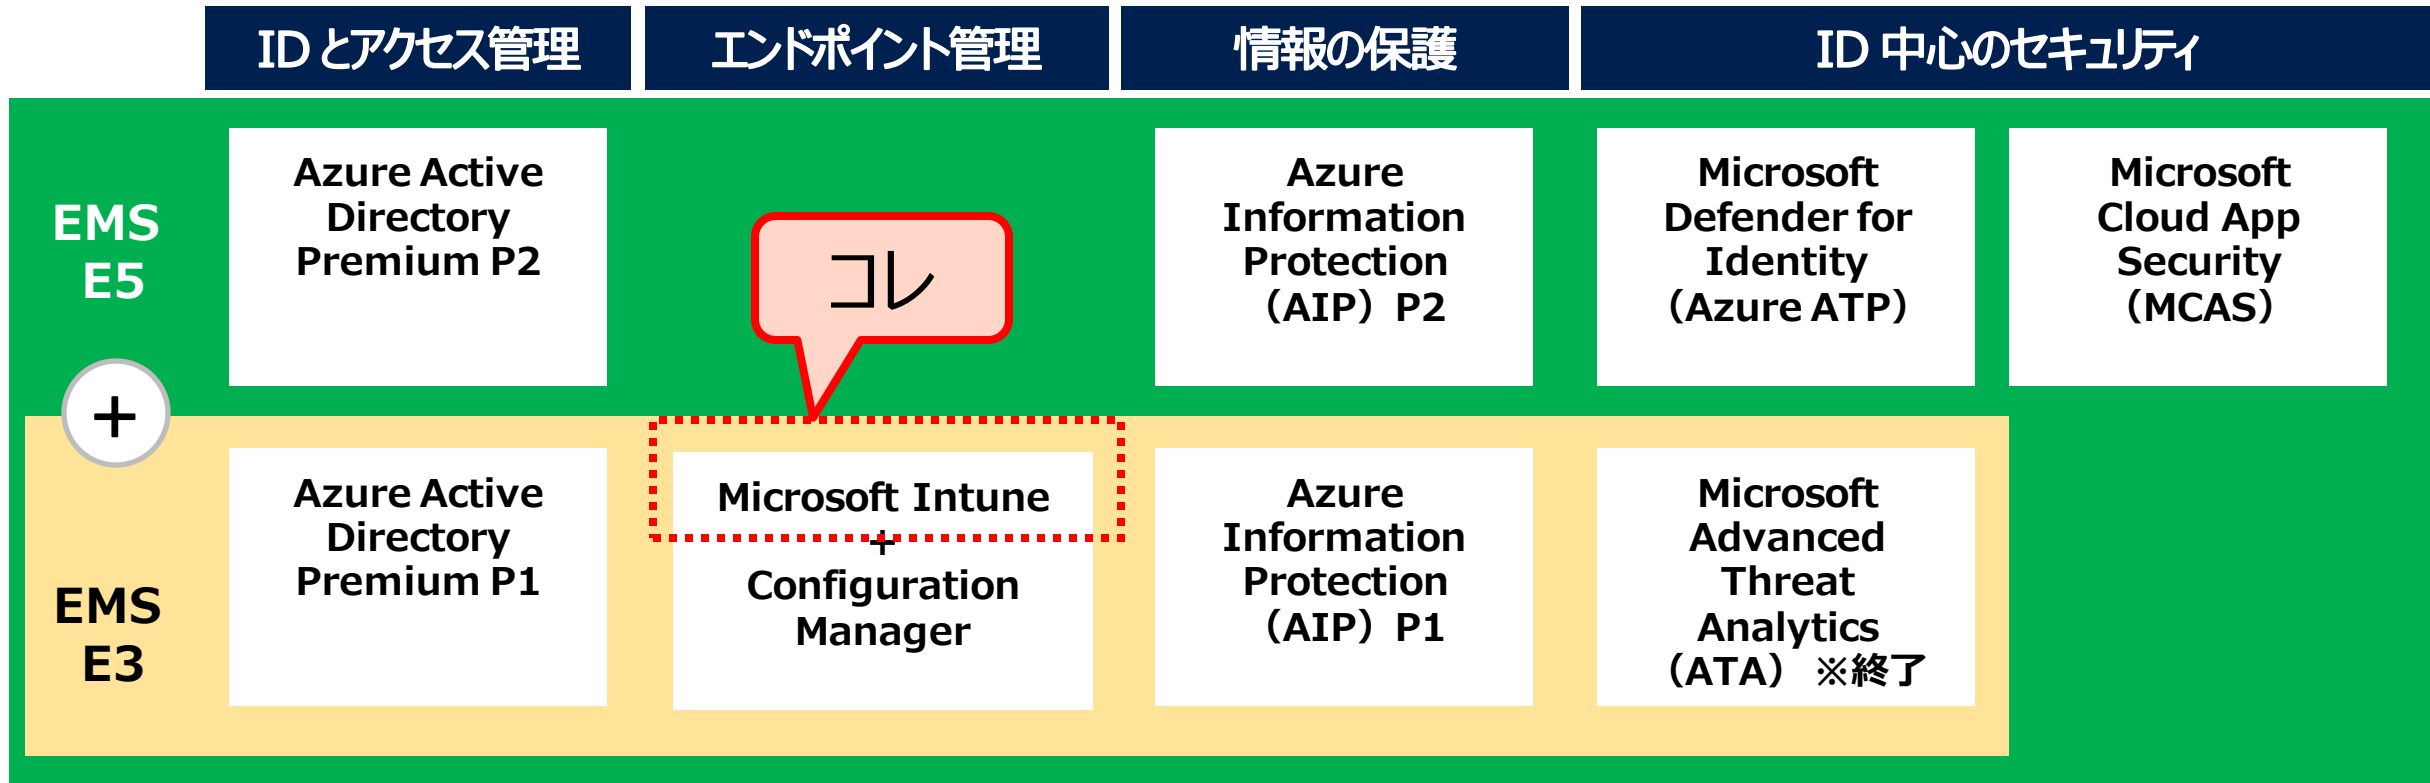 IDとアクセス管理
エンドポイント管理
情報の保護
ID 中心のセキュリティ
EMS
E5
Azure Active
Directory
Premium P2
コレ
Azure
Information
Protection
（AIP）P2
Microsoft
Defender for
Identity
（Azure ATP）
Microsoft
Cloud App
Security
（MCAS）
+
EMS
E3
Azure Active
Directory
Premium P1
Microsoft Intune
+
Configuration
Manager
Azure
Information
Protection
（AIP）P1
Microsoft
Advanced
Threat
Analytics
（ATA） ※終了